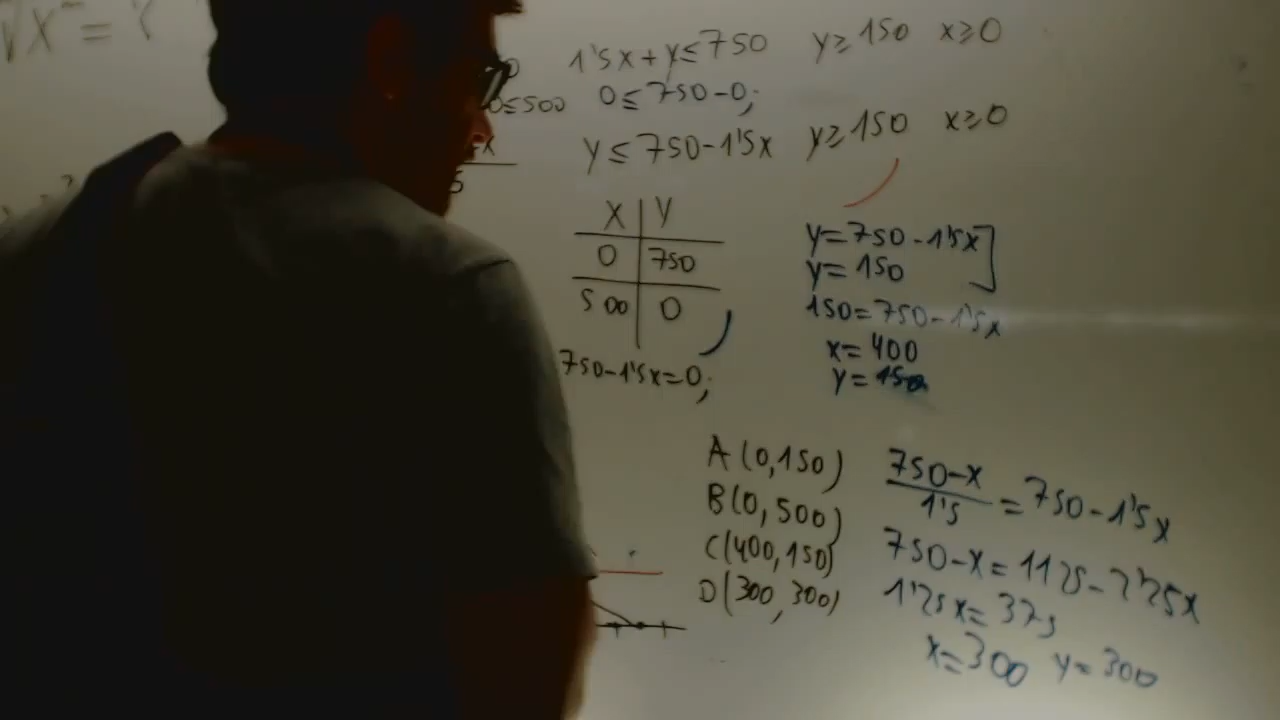 √x = ?
1'5x + y ≤ 750 y ≥ 150 x ≥ 0
0 ≤ 500 0 ≤ 750 - 0;
y ≤ 750 - 1'5x y ≥ 150 x ≥ 0
X Y
0 750
500 0
750 - 1'5x = 0;
y = 750 - 1'5x
y = 150
150 = 750 - 1'5x
x = 400
y = 150
A (0, 150)
B (0, 500)
C (400, 150)
D (300, 300)
750 - x
1'5 = 750 - 1'5x
750 - x = 1125 - 2'25x
1'25x = 375
x = 300 y = 300